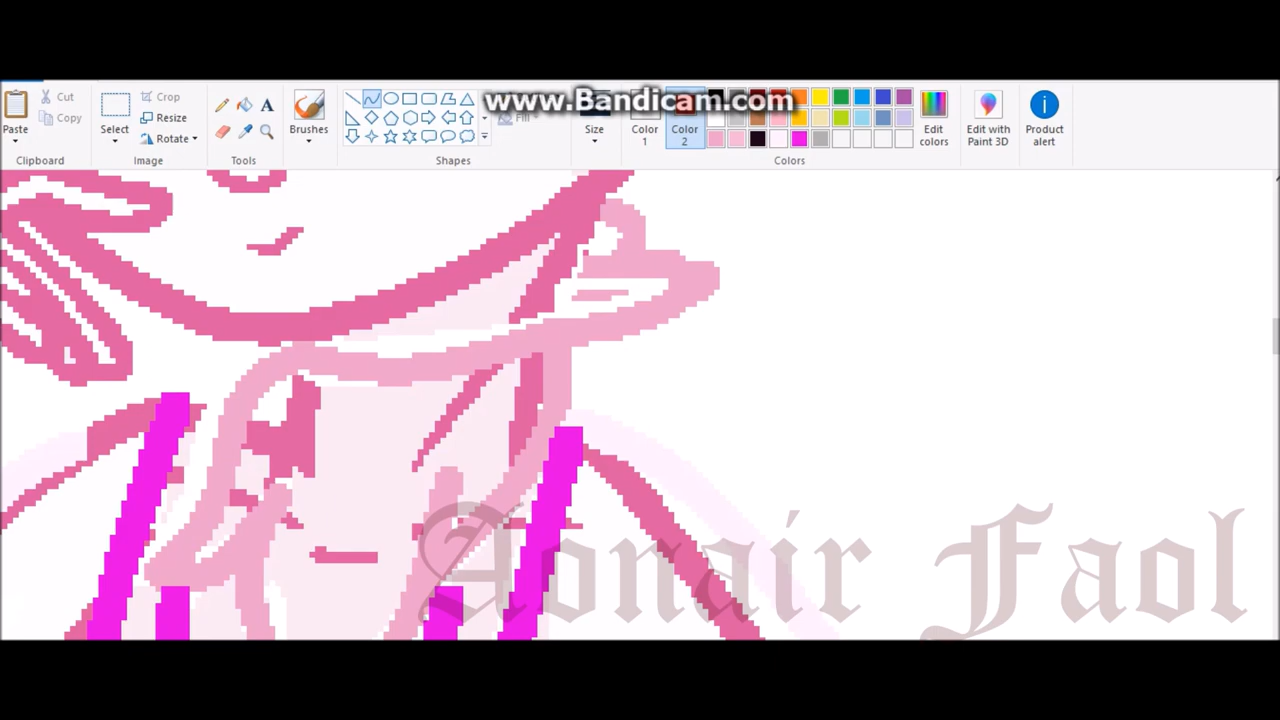 www.Bandicam.com
Cut
Copy
Paste
Clipboard
Crop
Resize
Rotate
Select
Image
Tools
Brushes
Shapes
Fill
Size
Color 1
Color 2
Edit colors
Colors
Edit with Paint 3D
Product alert
A
Aonair Faol